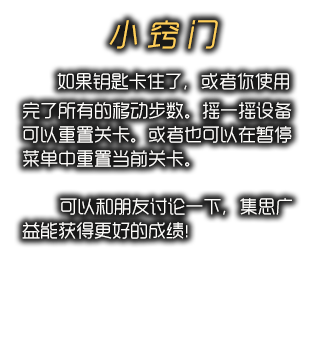 小窍门
如果钥匙卡住了，或者你使用
完了所有的移动步数。摇一摇设备
可以重置关卡。或者也可以在暂停
菜单中重置当前关卡。
可以和朋友讨论一下，集思广
益能获得更好的成绩！